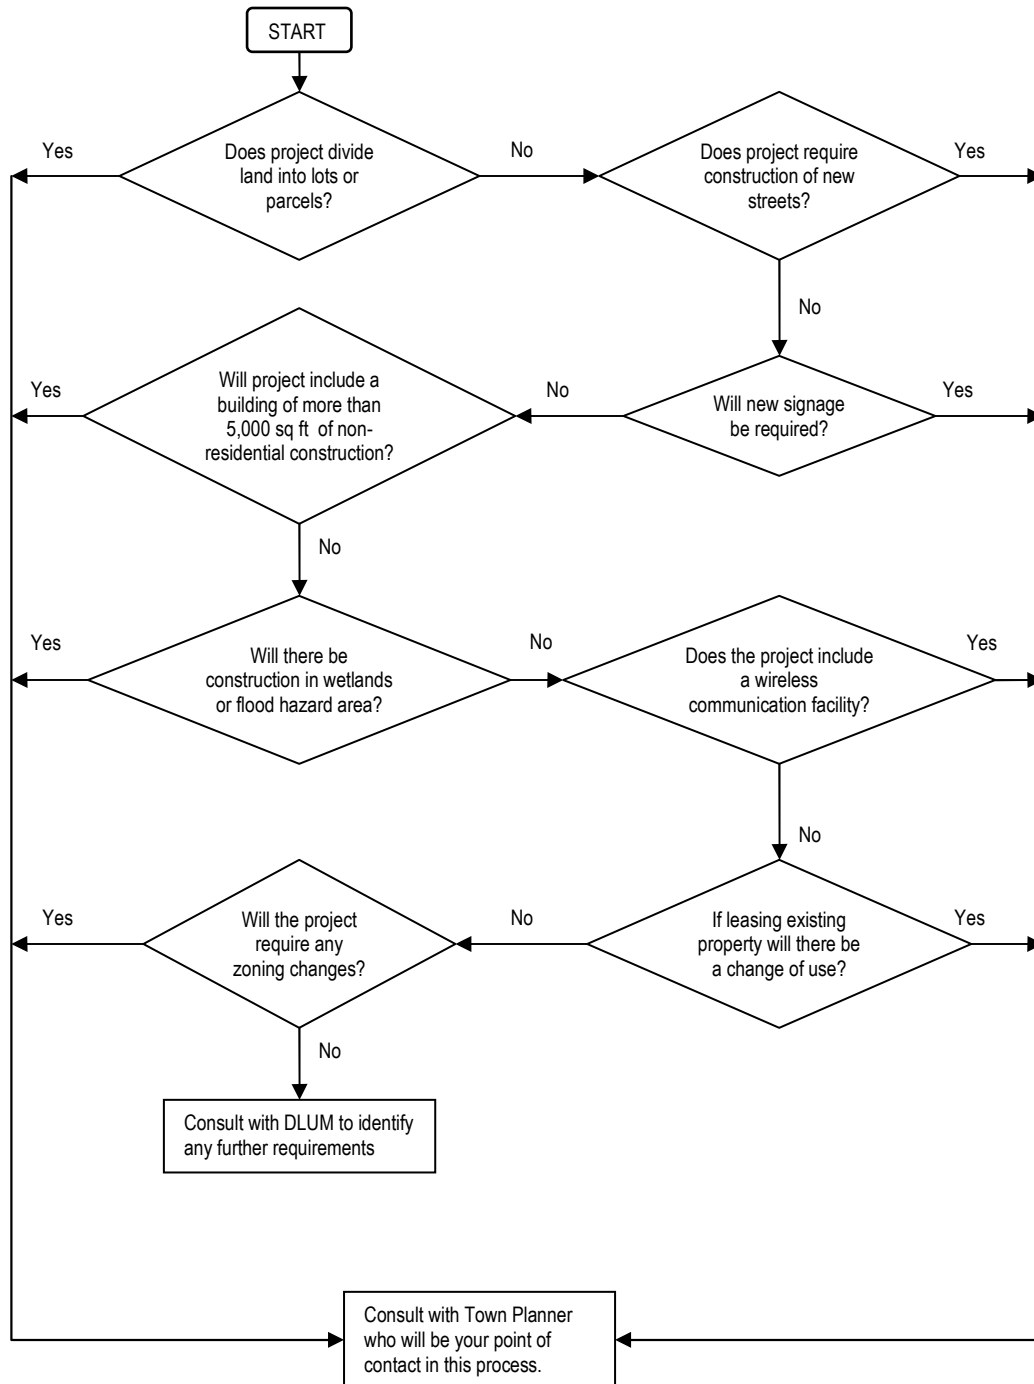 START
Yes
Does project divide
land into lots or
parcels?
No
Does project require
construction of new
streets?
Yes
No
Yes
Will project include a
building of more than
5,000 sq ft of non-
residential construction?
No
Will new signage
be required?
Yes
No
Yes
Will there be
construction in wetlands
or flood hazard area?
No
Does the project include
a wireless
communication facility?
Yes
No
Yes
Will the project
require any
zoning changes?
No
If leasing existing
property will there be
a change of use?
Yes
No
Consult with DLUM to identify
any further requirements
Consult with Town Planner
who will be your point of
contact in this process.